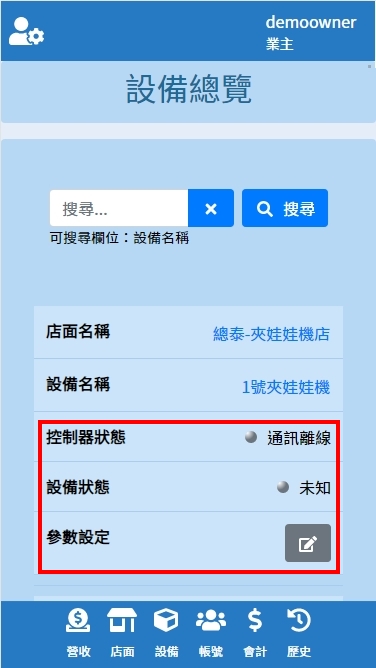 demoowner
業主
設備總覽
搜尋...
搜尋
可搜尋欄位：設備名稱
店面名稱
總泰-夾娃娃機店
設備名稱
1號夾娃娃機
控制器狀態
通訊離線
設備狀態
未知
參數設定
營收 店面 設備 帳號 會計 歷史